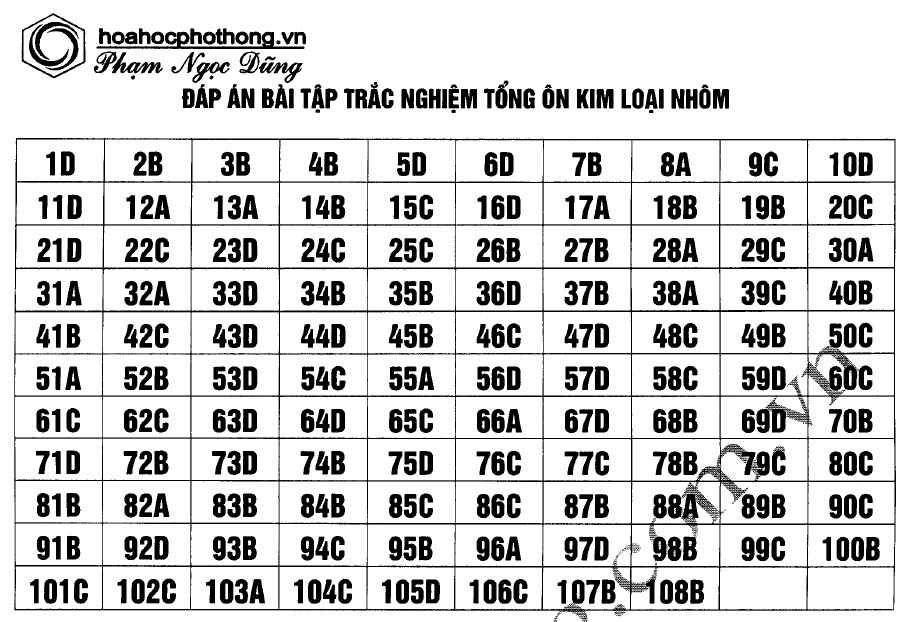 hoahocphothong.vn
Phạm Ngọc Dũng
ĐÁP ÁN BÀI TẬP TRẮC NGHIỆM TỔNG ÔN KIM LOẠI NHÔM
1D 2B 3B 4B 5D 6D 7B 8A 9C 10D
11D 12A 13A 14B 15C 16D 17A 18B 19B 20C
21D 22C 23D 24C 25C 26B 27B 28A 29C 30A
31A 32A 33D 34B 35B 36D 37B 38A 39C 40B
41B 42C 43D 44D 45B 46C 47D 48C 49B 50C
51A 52B 53D 54C 55A 56D 57D 58C 59D 60C
61C 62C 63D 64D 65C 66A 67D 68B 69D 70B
71D 72B 73D 74B 75D 76C 77C 78B 79C 80C
81B 82A 83B 84B 85C 86C 87B 88A 89B 90C
91B 92D 93B 94C 95B 96A 97D 98B 99C 100B
101C 102C 103A 104C 105D 106C 107B 108B
.com.vn